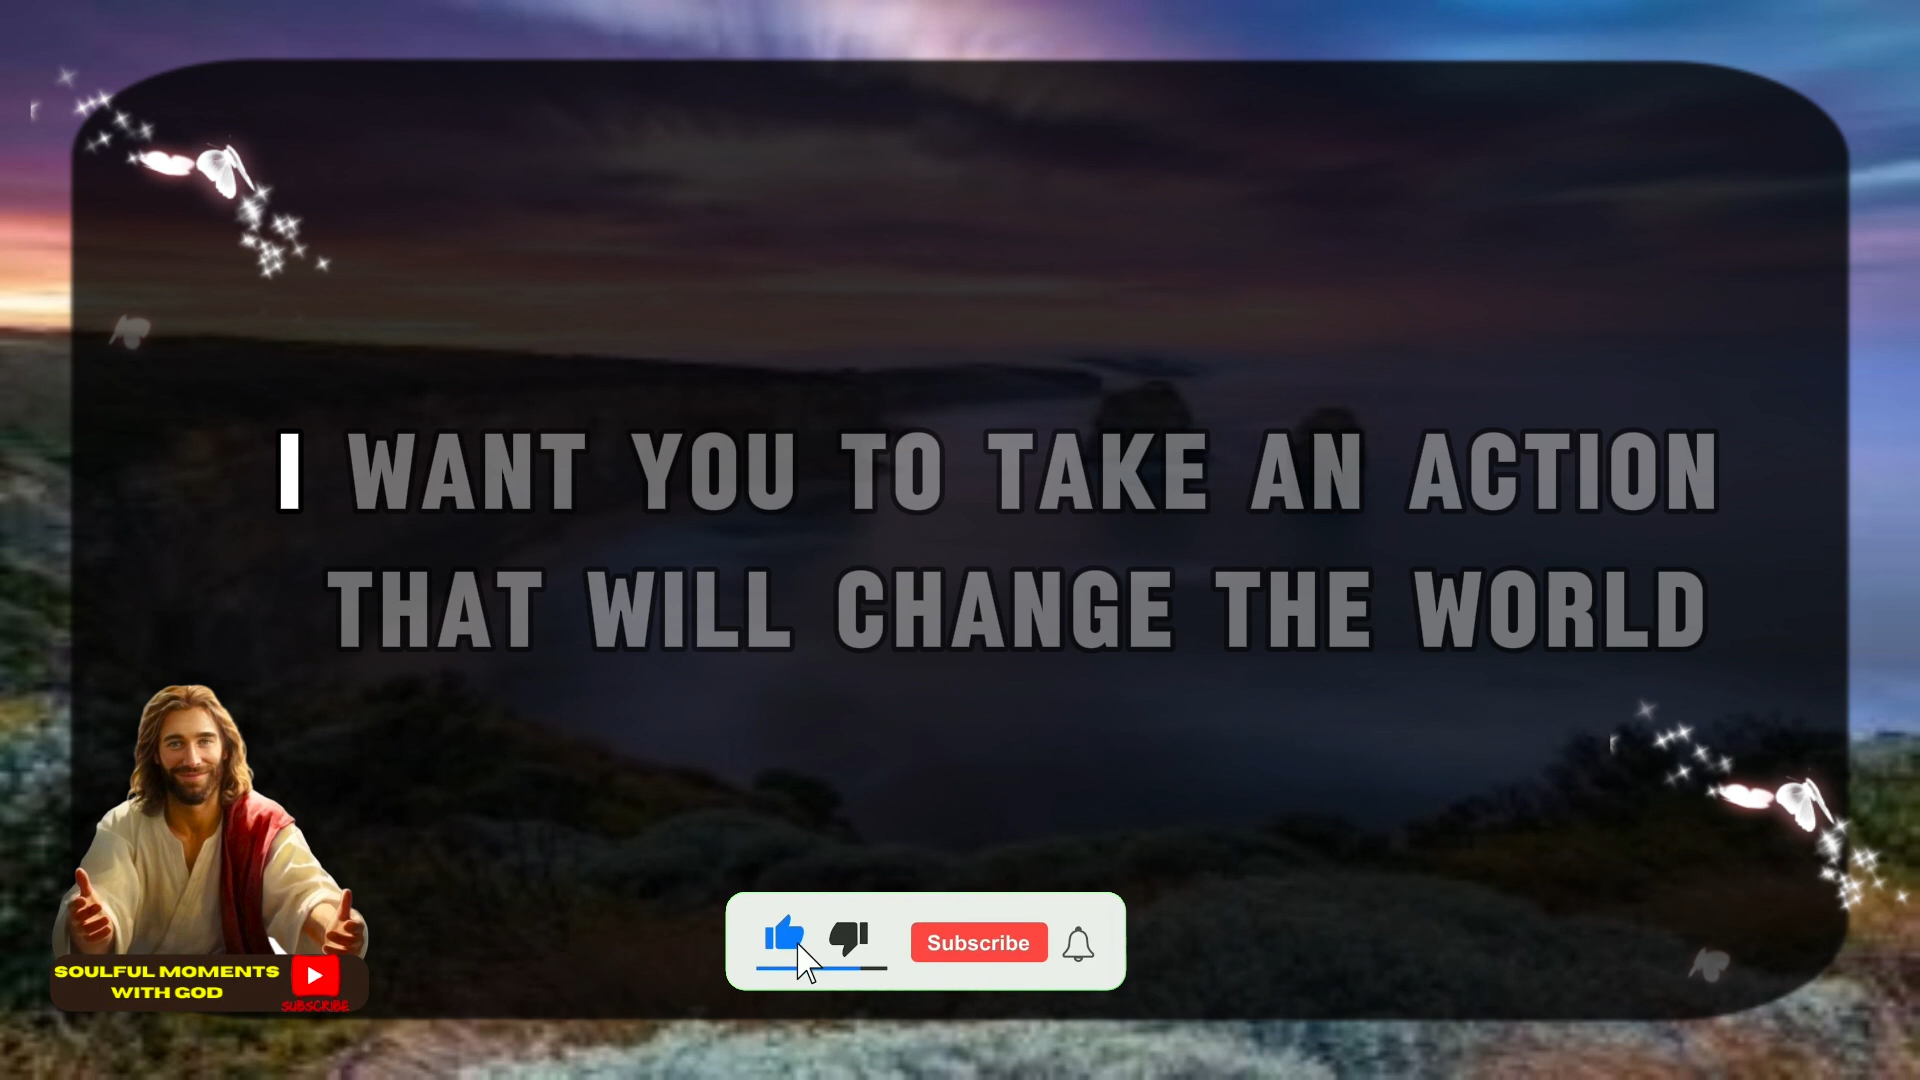 I WANT YOU TO TAKE AN ACTION
THAT WILL CHANGE THE WORLD
Subscribe
SOULFUL MOMENTS
WITH GOD
SUBSCRIBE